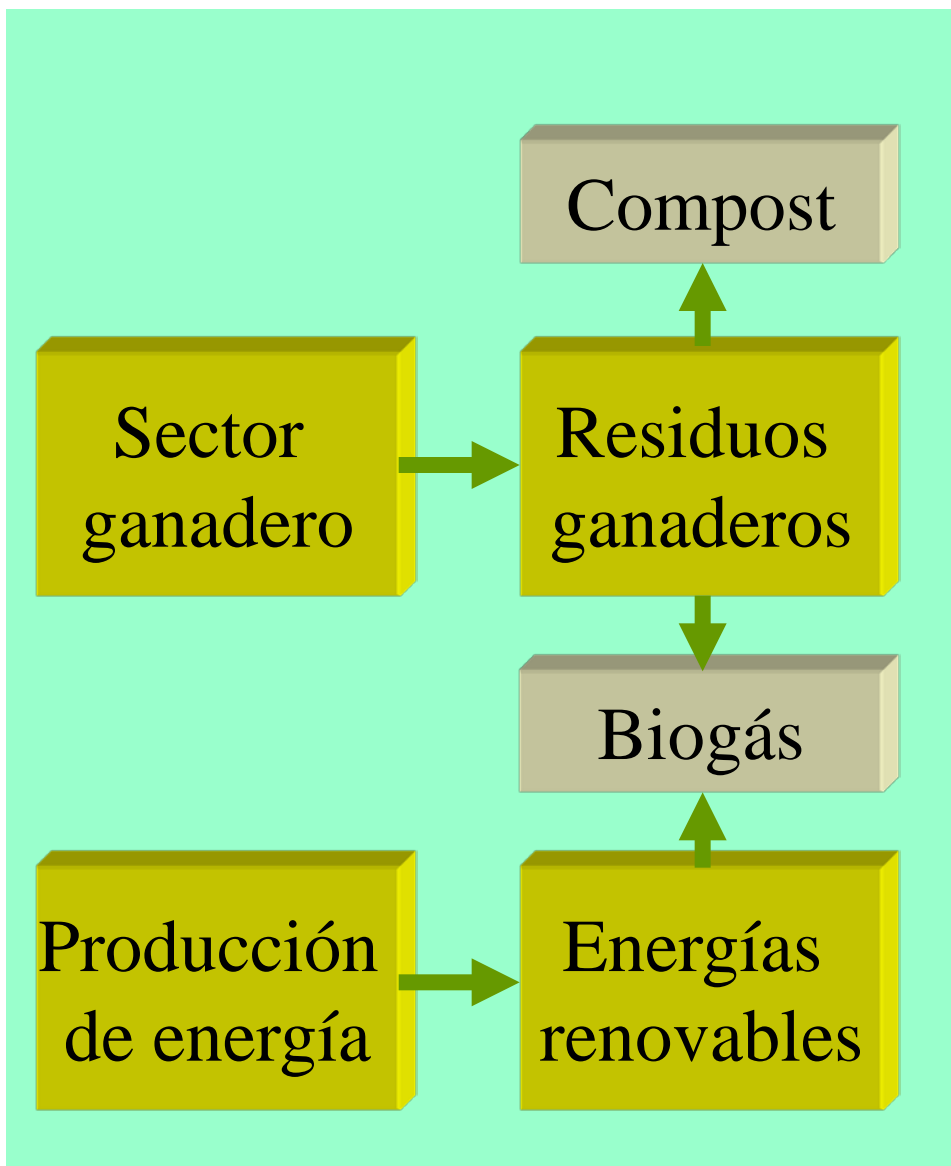 Compost
Sector
ganadero
Residuos
ganaderos
Biogás
Producción
de energía
Energías
renovables